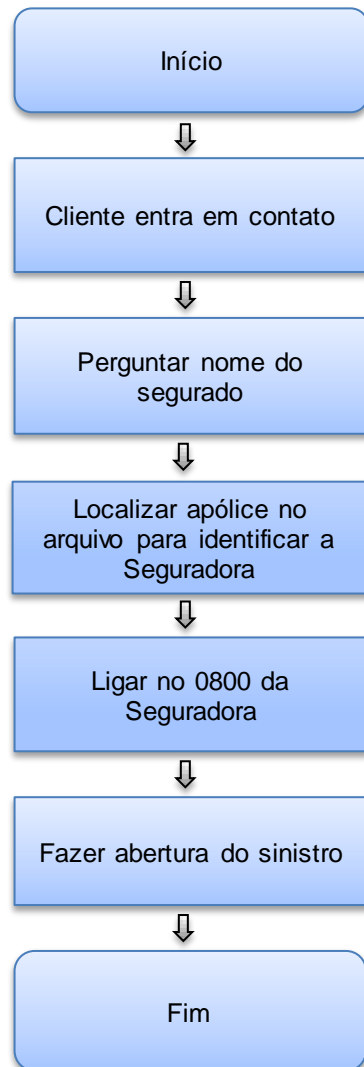 Início
Cliente entra em contato
Perguntar nome do
segurado
Localizar apólice no
arquivo para identificar a
Seguradora
Ligar no 0800 da
Seguradora
Fazer abertura do sinistro
Fim